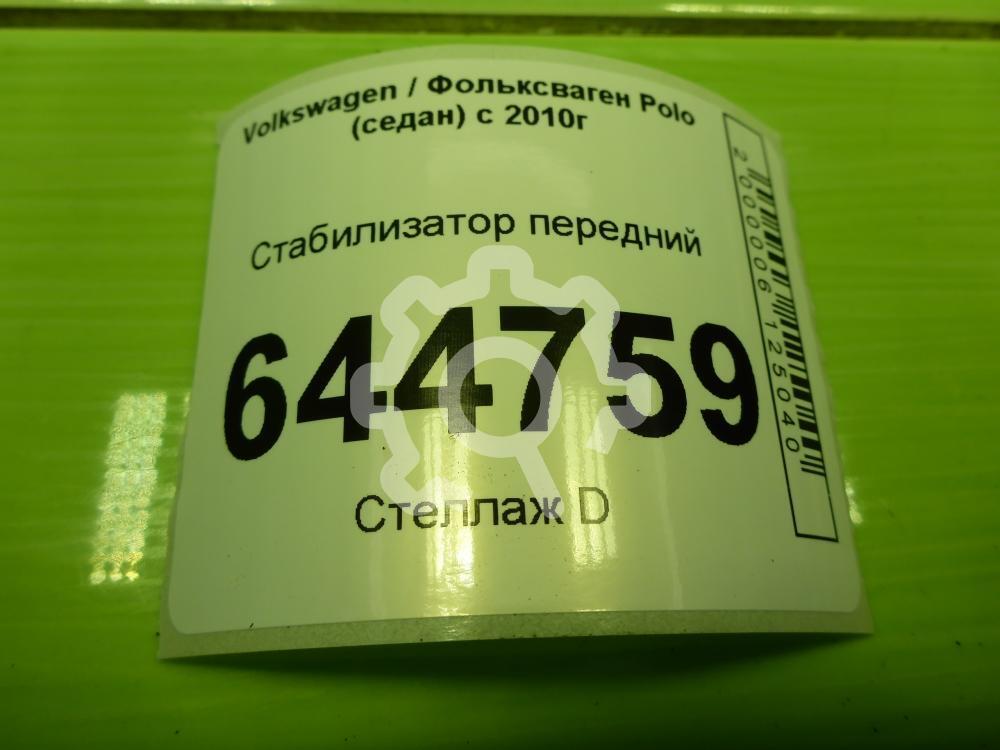 Volkswagen / Фольксваген Polo
(седан) с 2010г
Стабилизатор передний
644759
Стеллаж D
2000006125040